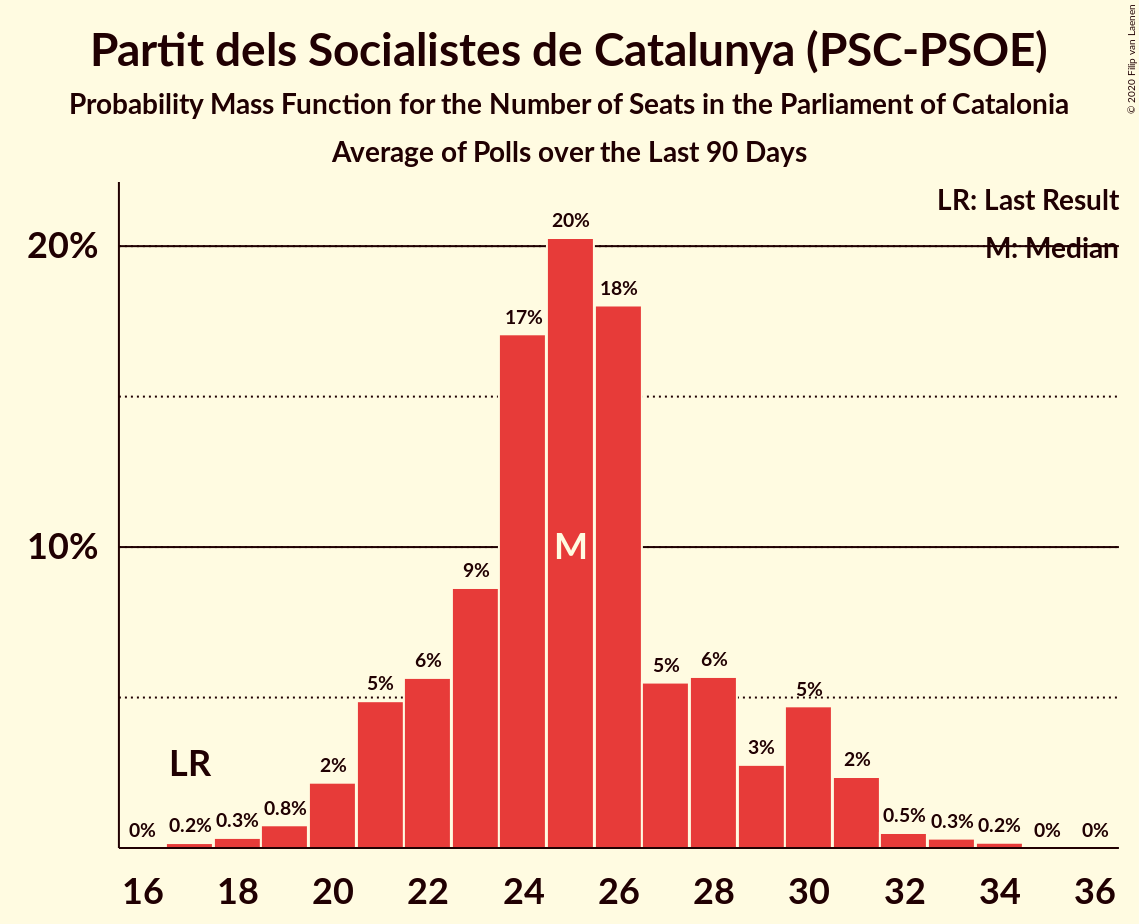 Partit dels Socialistes de Catalunya (PSC-PSOE)
Probability Mass Function for the Number of Seats in the Parliament of Catalonia
Average of Polls over the Last 90 Days
© 2020 Filip van Laenen
LR: Last Result
M: Median
20%
10%
0%
0.2%
0.3%
0.8%
2%
5%
6%
9%
17%
20%
18%
5%
6%
3%
5%
2%
0.5%
0.3%
0.2%
0%
0%
LR
M
16 18 20 22 24 26 28 30 32 34 36